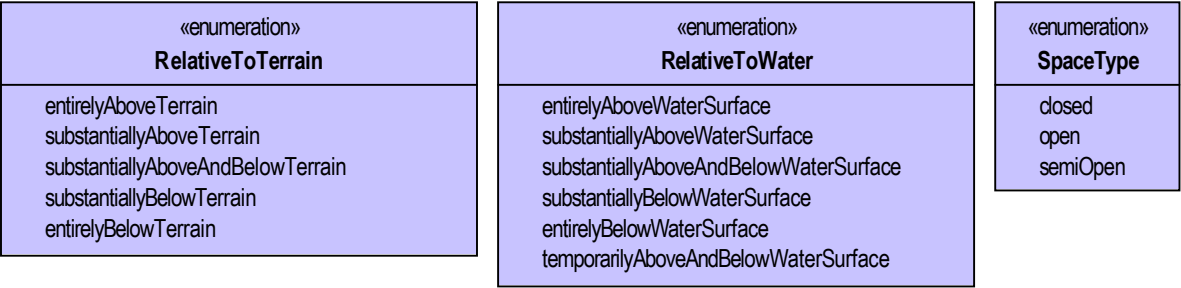 «enumeration»
RelativeToTerrain
entirelyAboveTerrain
substantiallyAboveTerrain
substantiallyAboveAndBelowTerrain
substantiallyBelowTerrain
entirelyBelowTerrain
«enumeration»
RelativeToWater
entirelyAboveWaterSurface
substantiallyAboveWaterSurface
substantiallyAboveAndBelowWaterSurface
substantiallyBelowWaterSurface
entirelyBelowWaterSurface
temporarilyAboveAndBelowWaterSurface
«enumeration»
SpaceType
closed
open
semiOpen